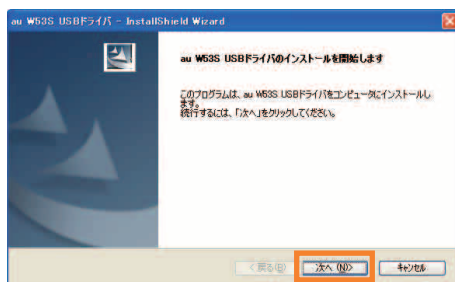 au W53S USBドライバ - InstallShield Wizard
au W53S USBドライバのインストールを開始します
このプログラムは、au W53S USBドライバをコンピュータにインストールし
ます。
続行するには、「次へ」をクリックしてください。
< 戻る(B)
次へ (N)>
キャンセル